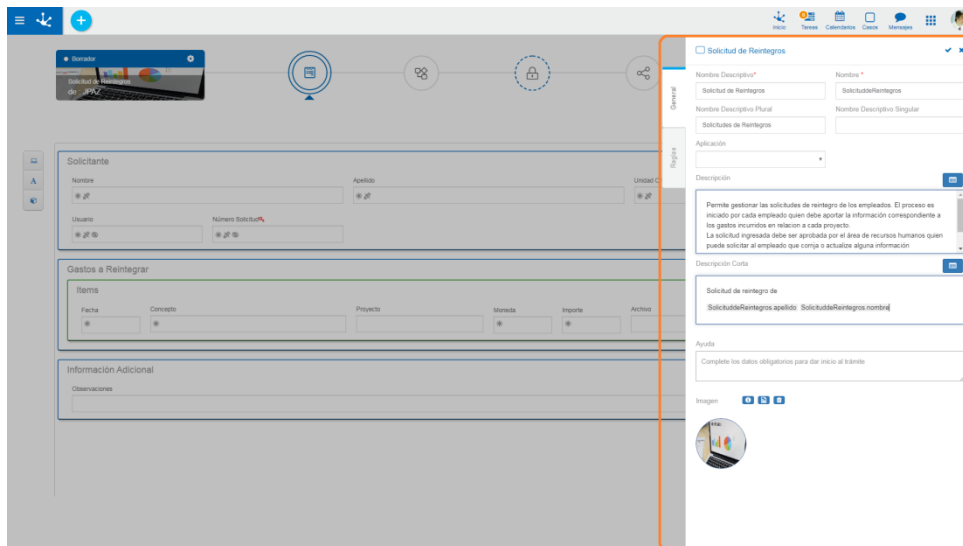 Inicio
Tareas
Calendarios
Casos
Mensajes
Borrador
Solicitud de Reintegros
de : JPAZ
Solicitante
Nombre
Apellido
Unidad C
Usuario
Número Solicitud
Gastos a Reintegrar
Items
Fecha
Concepto
Proyecto
Moneda
Importe
Archivo
Información Adicional
Observaciones
General
Reglas
Solicitud de Reintegros
Nombre Descriptivo*
Nombre *
Solicitud de Reintegros
SolicituddeReintegros
Nombre Descriptivo Plural
Nombre Descriptivo Singular
Solicitudes de Reintegros
Aplicación
Descripción
Permite gestionar las solicitudes de reintegro de los empleados. El proceso es
iniciado por cada empleado quien debe aportar la información correspondiente a
los gastos incurridos en relacion a cada proyecto.
La solicitud ingresada debe ser aprobada por el área de recursos humanos quien
puede solicitar al empleado que corrija o actualize alguna información
Descripción Corta
Solicitud de reintegro de
SolicituddeReintegros.apellido SolicituddeReintegros.nombre
Ayuda
Complete los datos obligatorios para dar inicio al trámite
Imagen